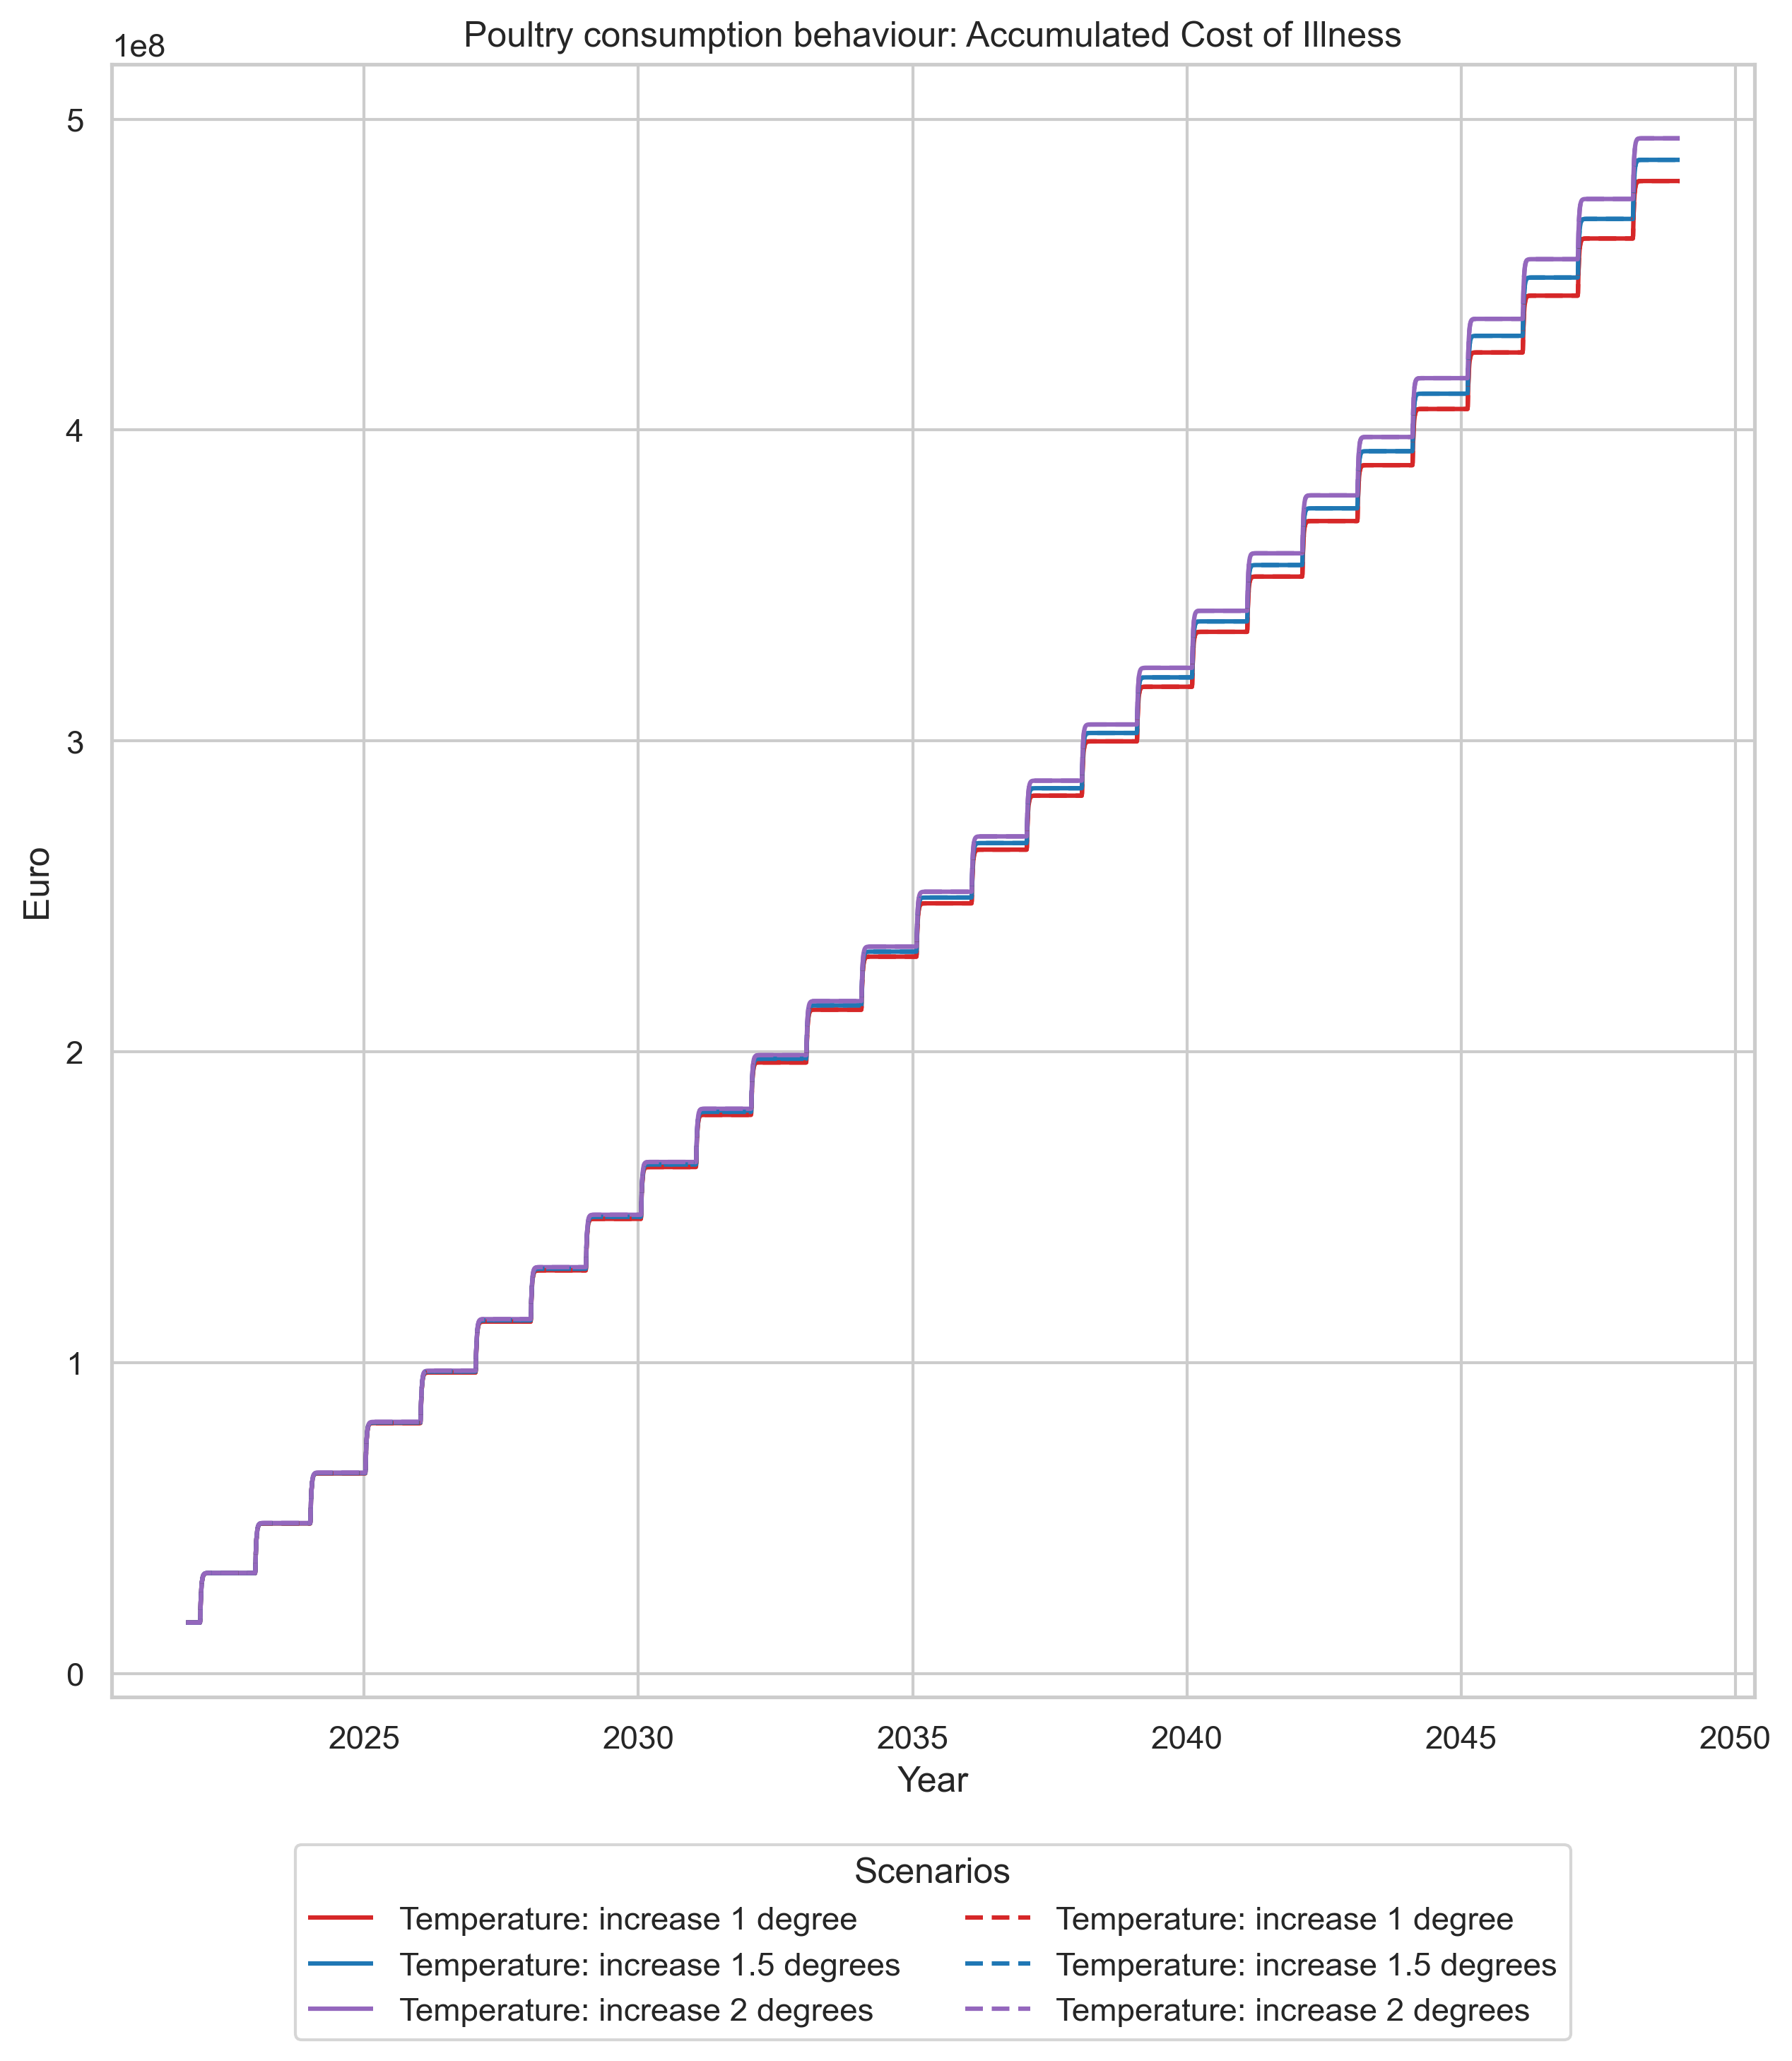 Poultry consumption behaviour: Accumulated Cost of Illness
1e8
5
4
3
2
1
0
Euro
2025 2030 2035 2040 2045 2050
Year
Scenarios
Temperature: increase 1 degree Temperature: increase 1 degree
Temperature: increase 1.5 degrees Temperature: increase 1.5 degrees
Temperature: increase 2 degrees Temperature: increase 2 degrees